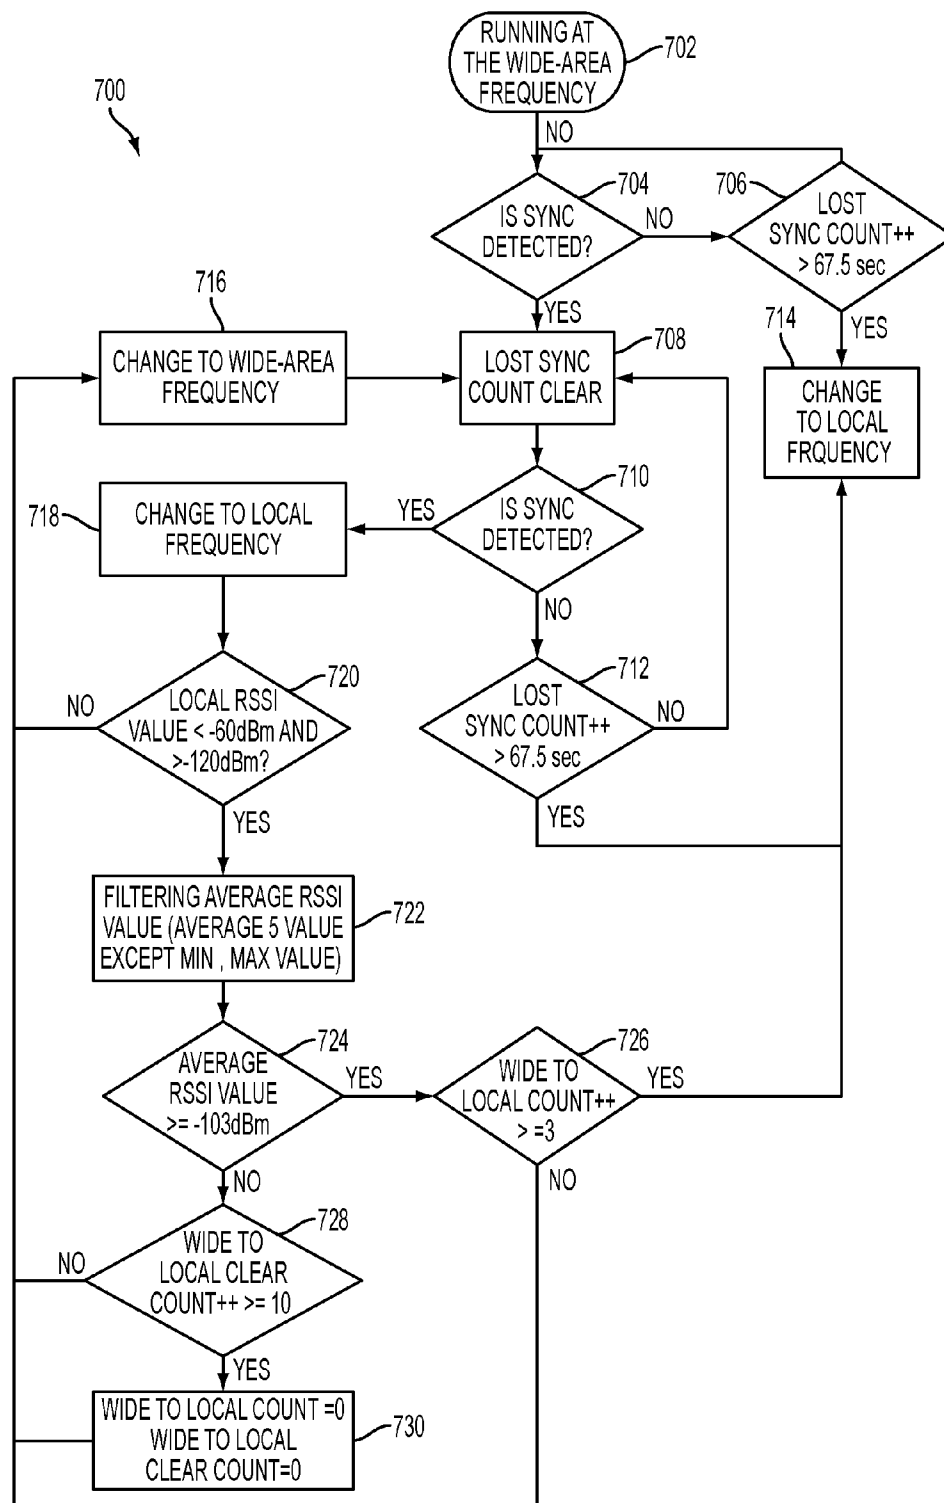 RUNNING AT
THE WIDE-AREA
FREQUENCY
702
700
NO
IS SYNC
DETECTED?
704
NO
706
LOST
SYNC COUNT++
> 67.5 sec
YES
YES
716
CHANGE TO WIDE-AREA
FREQUENCY
LOST SYNC
COUNT CLEAR
708
714
CHANGE
TO LOCAL
FRQUENCY
718
CHANGE TO LOCAL
FREQUENCY
YES
IS SYNC
DETECTED?
710
NO
LOCAL RSSI
VALUE < -60dBm AND
>-120dBm?
720
NO
YES
LOST
SYNC COUNT++
> 67.5 sec
712
NO
YES
FILTERING AVERAGE RSSI
VALUE (AVERAGE 5 VALUE
EXCEPT MIN , MAX VALUE)
722
AVERAGE
RSSI VALUE
>= -103dBm
724
YES
WIDE TO
LOCAL COUNT++
> =3
726
YES
NO
NO
WIDE TO
LOCAL CLEAR
COUNT++ >= 10
728
NO
YES
WIDE TO LOCAL COUNT =0
WIDE TO LOCAL
CLEAR COUNT=0
730